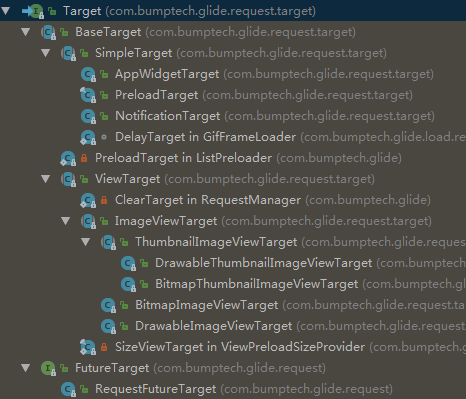 Target (com.bumptech.glide.request.target)
BaseTarget (com.bumptech.glide.request.target)
SimpleTarget (com.bumptech.glide.request.target)
AppWidgetTarget (com.bumptech.glide.request.target)
PreloadTarget (com.bumptech.glide.request.target)
NotificationTarget (com.bumptech.glide.request.target)
DelayTarget in GifFrameLoader (com.bumptech.glide.load.re
PreloadTarget in ListPreloader (com.bumptech.glide)
ViewTarget (com.bumptech.glide.request.target)
ClearTarget in RequestManager (com.bumptech.glide)
ImageViewTarget (com.bumptech.glide.request.target)
ThumbnailImageViewTarget (com.bumptech.glide.reques
DrawableThumbnailImageViewTarget (com.bumptech
BitmapThumbnailImageViewTarget (com.bumptech.g
BitmapImageViewTarget (com.bumptech.glide.request.ta
DrawableImageViewTarget (com.bumptech.glide.request.
SizeViewTarget in ViewPreloadSizeProvider (com.bumptech.g
FutureTarget (com.bumptech.glide.request)
RequestFutureTarget (com.bumptech.glide.request)